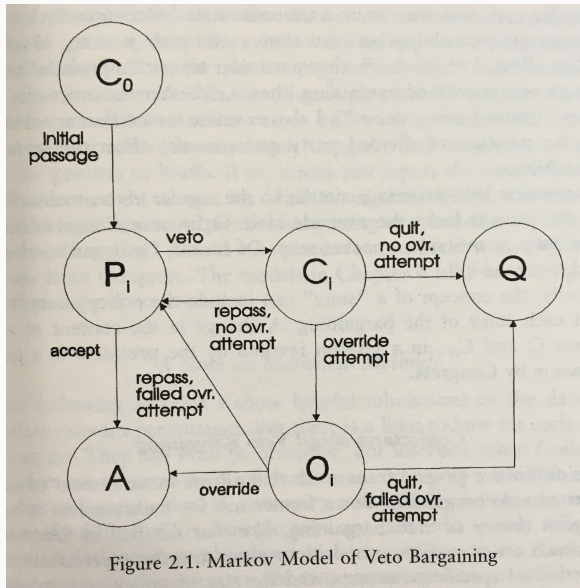 C0
Initial
passage
veto
quit,
no ovr.
attempt
Pi
Ci
Q
repass,
no ovr.
attempt
accept
override
attempt
repass,
failed ovr.
attempt
A
override
Oi
quit,
failed ovr.
attempt
Figure 2.1. Markov Model of Veto Bargaining